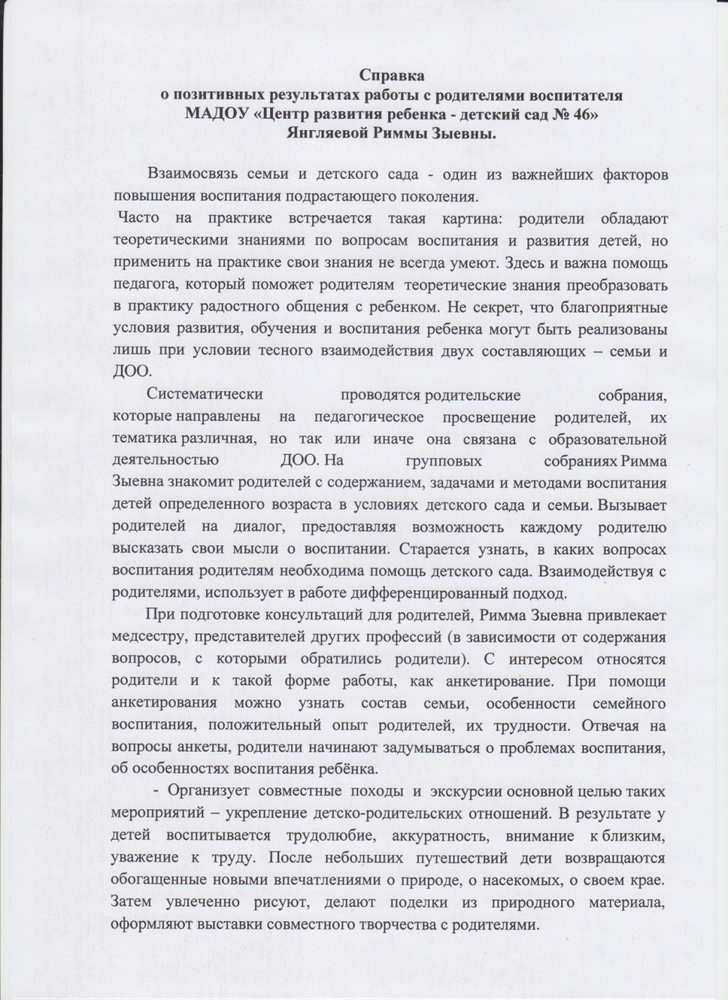 Справка
о позитивных результатах работы с родителями воспитателя
МАДОУ «Центр развития ребенка - детский сад № 46»
Янгляевой Риммы Зыевны.
Взаимосвязь семьи и детского сада - один из важнейших факторов
повышения воспитания подрастающего поколения.
Часто на практике встречается такая картина: родители обладают
теоретическими знаниями по вопросам воспитания и развития детей, но
применить на практике свои знания не всегда умеют. Здесь и важна помощь
педагога, который поможет родителям теоретические знания преобразовать
в практику радостного общения с ребенком. Не секрет, что благоприятные
условия развития, обучения и воспитания ребенка могут быть реализованы
лишь при условии тесного взаимодействия двух составляющих – семьи и
ДОО.
Систематически проводятся родительские собрания,
которые направлены на педагогическое просвещение родителей, их
тематика различная, но так или иначе она связана с образовательной
деятельностью ДОО. На групповых собраниях Римма
Зыевна знакомит родителей с содержанием, задачами и методами воспитания
детей определенного возраста в условиях детского сада и семьи. Вызывает
родителей на диалог, предоставляя возможность каждому родителю
высказать свои мысли о воспитании. Старается узнать, в каких вопросах
воспитания родителям необходима помощь детского сада. Взаимодействуя с
родителями, использует в работе дифференцированный подход.
При подготовке консультаций для родителей, Римма Зыевна привлекает
медсестру, представителей других профессий (в зависимости от содержания
вопросов, с которыми обратились родители). С интересом относятся
родители и к такой форме работы, как анкетирование. При помощи
анкетирования можно узнать состав семьи, особенности семейного
воспитания, положительный опыт родителей, их трудности. Отвечая на
вопросы анкеты, родители начинают задумываться о проблемах воспитания,
об особенностях воспитания ребёнка.
- Организует совместные походы и экскурсии основной целью таких
мероприятий – укрепление детско-родительских отношений. В результате у
детей воспитывается трудолюбие, аккуратность, внимание к близким,
уважение к труду. После небольших путешествий дети возвращаются
обогащенные новыми впечатлениями о природе, о насекомых, о своем крае.
Затем увлеченно рисуют, делают поделки из природного материала,
оформляют выставки совместного творчества с родителями.